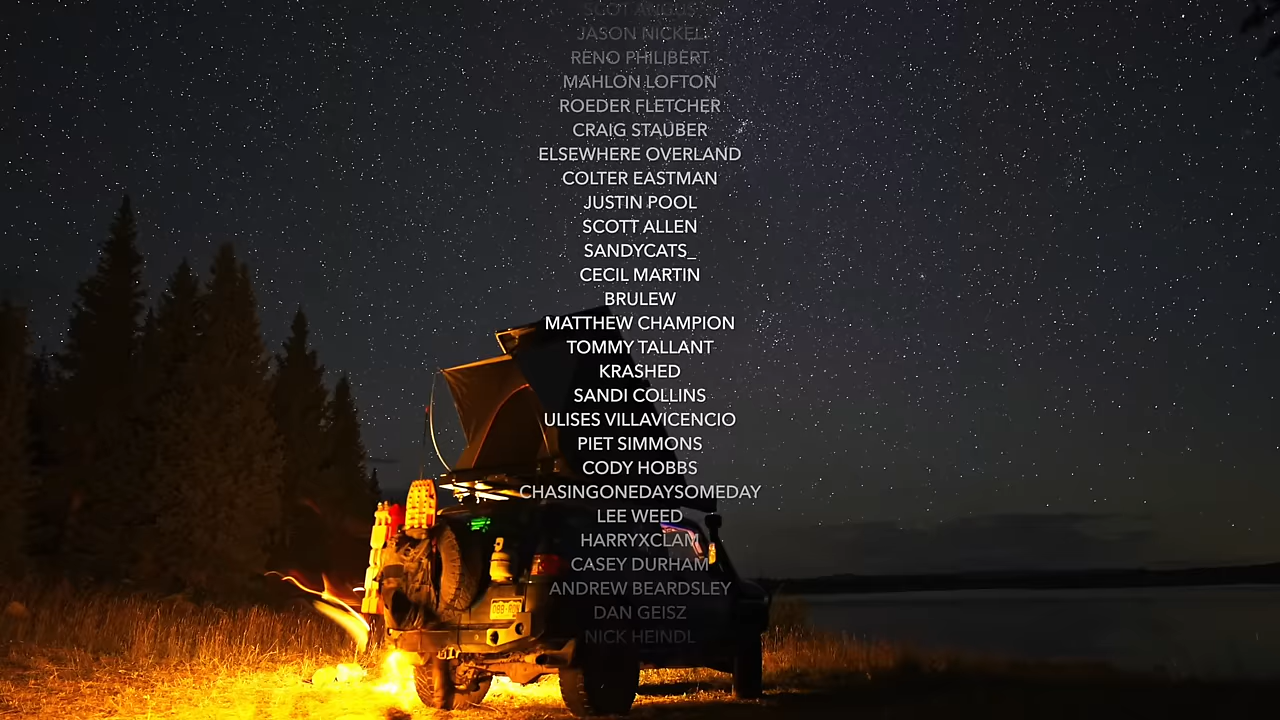 JASON NICKEL
RENO PHILIBERT
MAHLON LOFTON
ROEDER FLETCHER
CRAIG STAUBER
ELSEWHERE OVERLAND
COLTER EASTMAN
JUSTIN POOL
SCOTT ALLEN
SANDYCATS_
CECIL MARTIN
BRULEW
MATTHEW CHAMPION
TOMMY TALLANT
KRASHED
SANDI COLLINS
ULISES VILLAVICENCIO
PIET SIMMONS
CODY HOBBS
CHASINGONEDAYSOMEDAY
LEE WEED
HARRYXCLAM
CASEY DURHAM
ANDREW BEARDSLEY
DAN GEISZ
NICK HEINDL